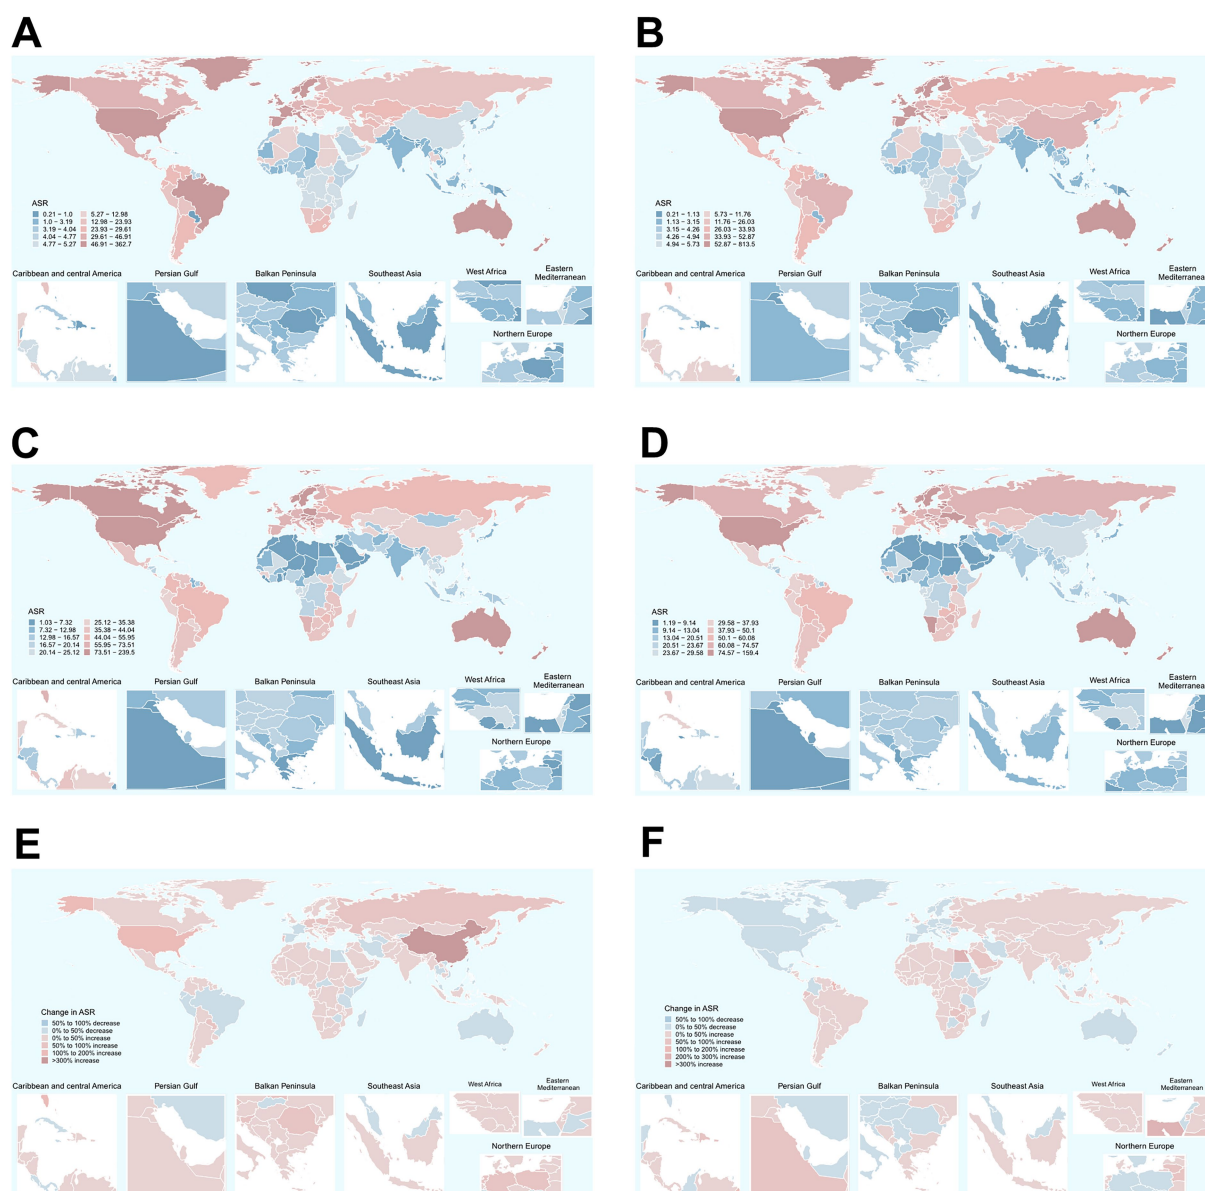 A
ASR
0.21 – 1.0
1.0 – 3.19
3.19 – 4.04
4.04 – 4.77
4.77 – 5.27
5.27 – 12.98
12.98 – 23.93
23.93 – 29.61
29.61 – 46.91
46.91 – 362.7
Caribbean and central America
Persian Gulf
Balkan Peninsula
Southeast Asia
West Africa
Eastern
Mediterranean
Northern Europe
B
ASR
0.21 – 1.13
1.13 – 3.15
3.15 – 4.26
4.26 – 4.94
4.94 – 5.73
5.73 – 11.76
11.76 – 26.03
26.03 – 33.93
33.93 – 52.87
52.87 – 813.5
Caribbean and central America
Persian Gulf
Balkan Peninsula
Southeast Asia
West Africa
Eastern
Mediterranean
Northern Europe
C
ASR
1.03 – 7.32
7.32 – 12.98
12.98 – 16.57
16.57 – 20.14
20.14 – 25.12
25.12 – 35.38
35.38 – 44.04
44.04 – 55.95
55.95 – 73.51
73.51 – 239.5
Caribbean and central America
Persian Gulf
Balkan Peninsula
Southeast Asia
West Africa
Eastern
Mediterranean
Northern Europe
D
ASR
1.19 – 9.14
9.14 – 13.04
13.04 – 20.51
20.51 – 23.67
23.67 – 29.58
29.58 – 37.93
37.93 – 50.1
50.1 – 60.08
60.08 – 74.57
74.57 – 159.4
Caribbean and central America
Persian Gulf
Balkan Peninsula
Southeast Asia
West Africa
Eastern
Mediterranean
Northern Europe
E
Change in ASR
50% to 100% decrease
0% to 50% decrease
0% to 50% increase
50% to 100% increase
100% to 200% increase
>300% increase
Caribbean and central America
Persian Gulf
Balkan Peninsula
Southeast Asia
West Africa
Eastern
Mediterranean
Northern Europe
F
Change in ASR
50% to 100% decrease
0% to 50% decrease
0% to 50% increase
50% to 100% increase
100% to 200% increase
200% to 300% increase
>300% increase
Caribbean and central America
Persian Gulf
Balkan Peninsula
Southeast Asia
West Africa
Eastern
Mediterranean
Northern Europe